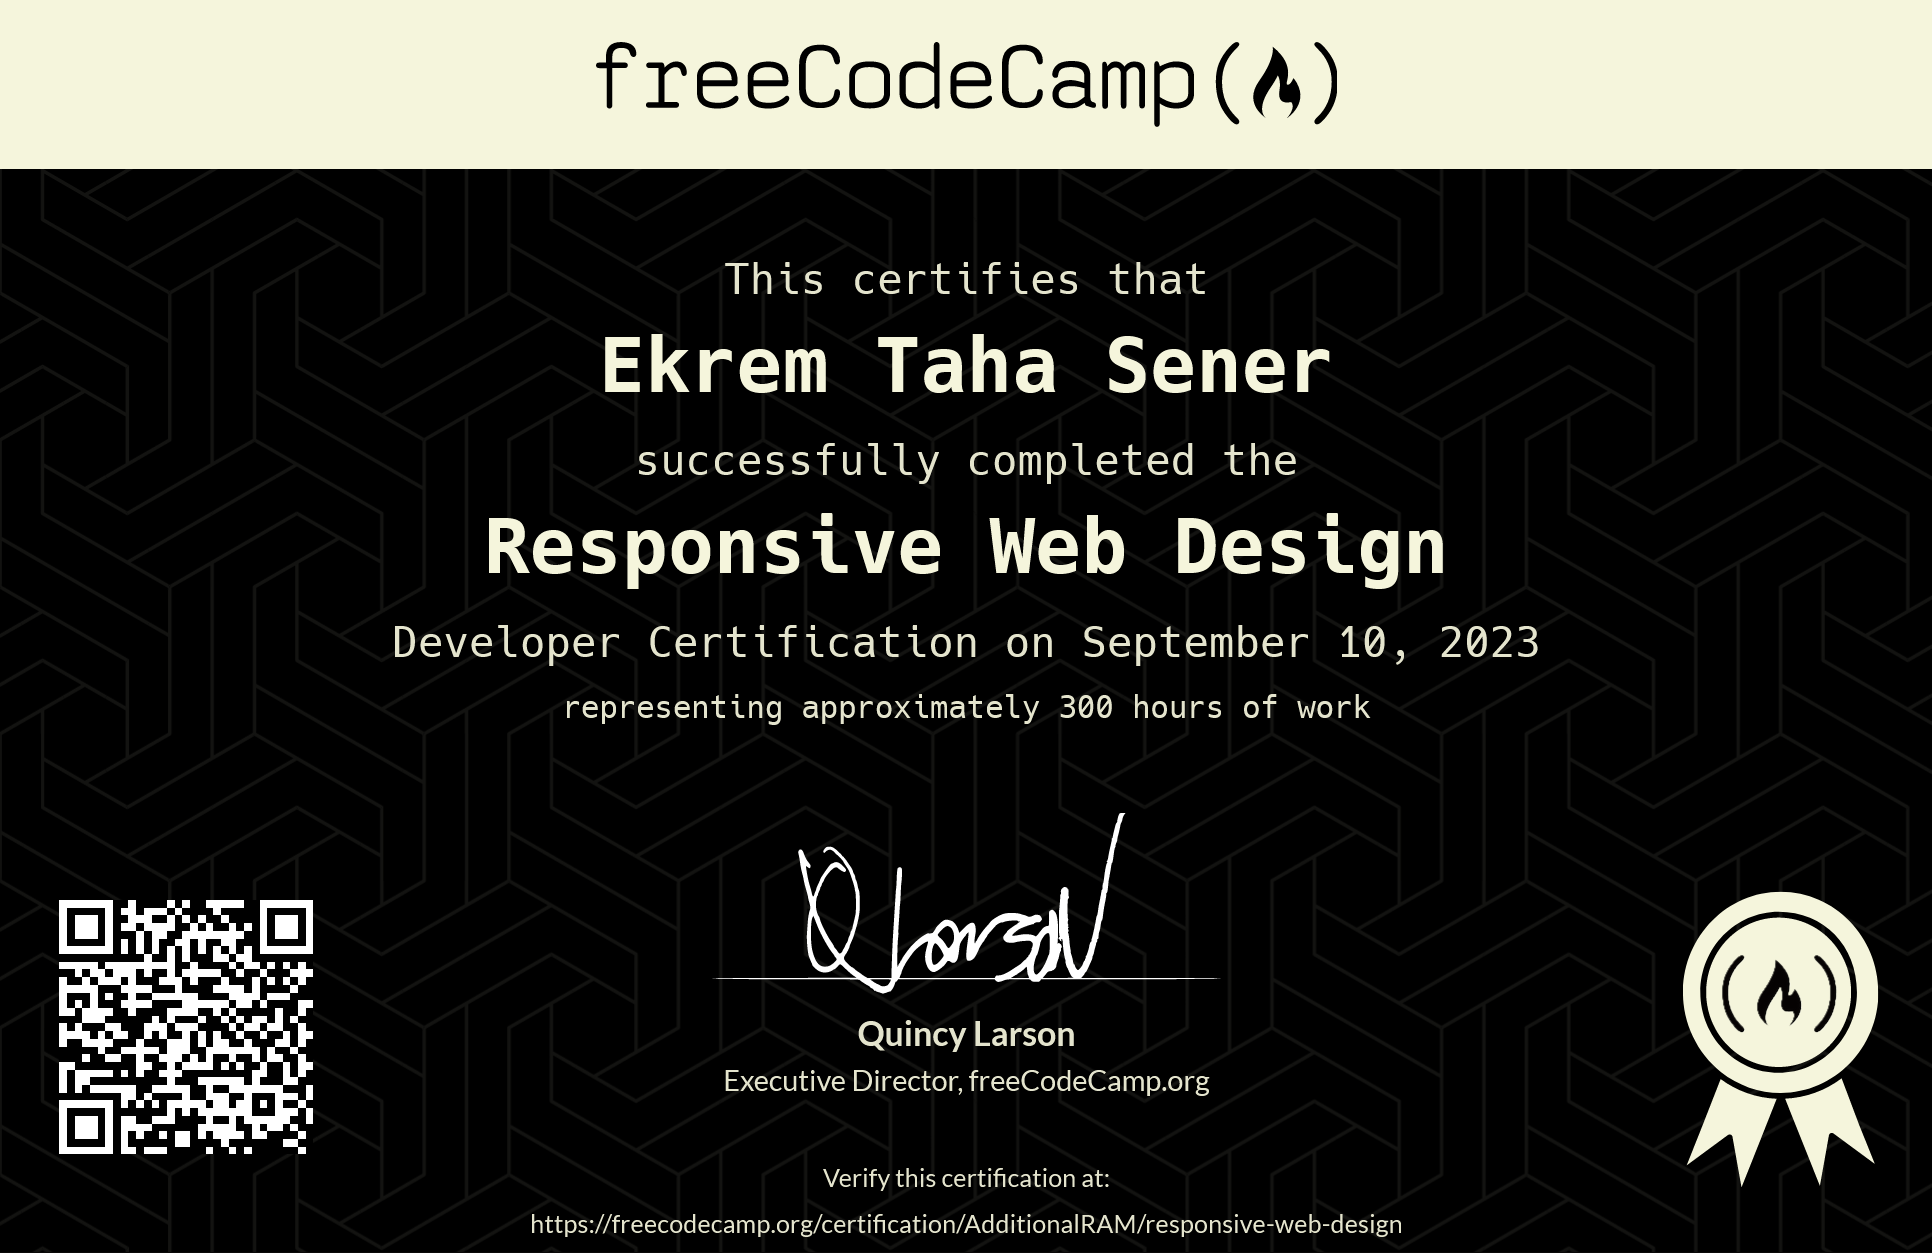 freeCodeCamp
This certifies that
Ekrem Taha Sener
successfully completed the
Responsive Web Design
Developer Certification on September 10, 2023
representing approximately 300 hours of work
Q Larson
Quincy Larson
Executive Director, freeCodeCamp.org
Verify this certification at:
https://freecodecamp.org/certification/AdditionalRAM/responsive-web-design